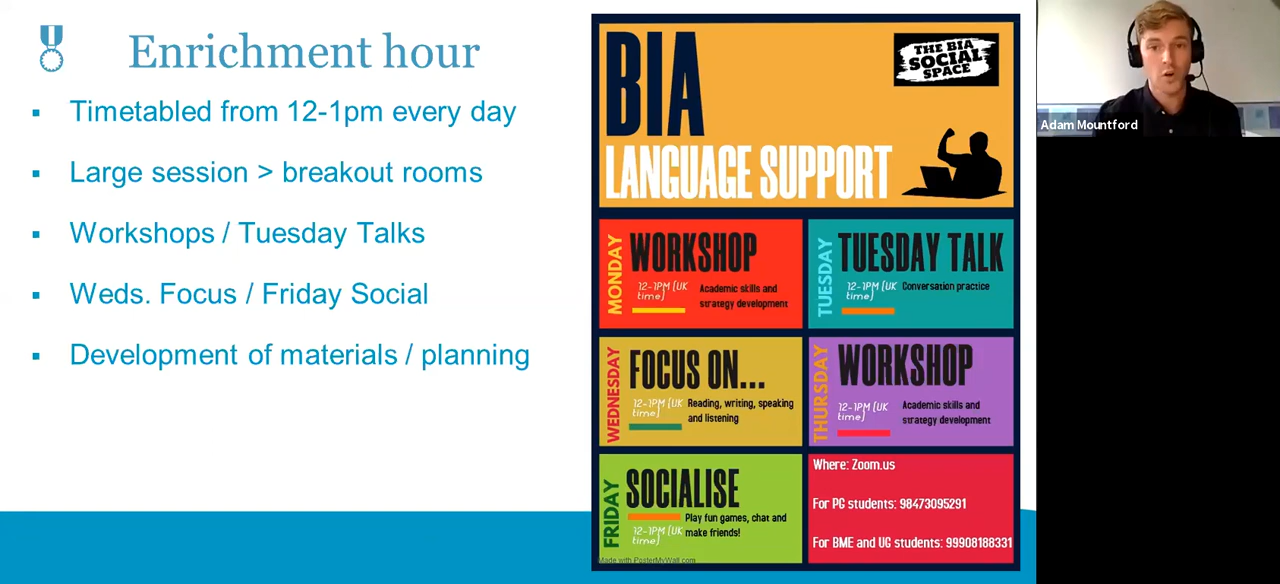 Enrichment hour
Timetabled from 12-1pm every day
Large session > breakout rooms
Workshops / Tuesday Talks
Weds. Focus / Friday Social
Development of materials / planning
BIA
LANGUAGE SUPPORT
THE BIA
SOCIAL
SPACE
MONDAY
WORKSHOP
12-1PM (UK
time)
Academic skills and
strategy development
TUESDAY
TUESDAY TALK
12-1PM (UK
time)
Conversation practice
WEDNESDAY
FOCUS ON...
12-1PM (UK
time)
Reading, writing, speaking
and listening
THURSDAY
WORKSHOP
12-1PM (UK
time)
Academic skills and
strategy development
FRIDAY
SOCIALISE
12-1PM (UK
time)
Play fun games, chat and
make friends!
Where: Zoom.us
For PG students: 98473095291
For BME and UG students: 99908188331
Made with PosterMyWall.com
Adam Mountford